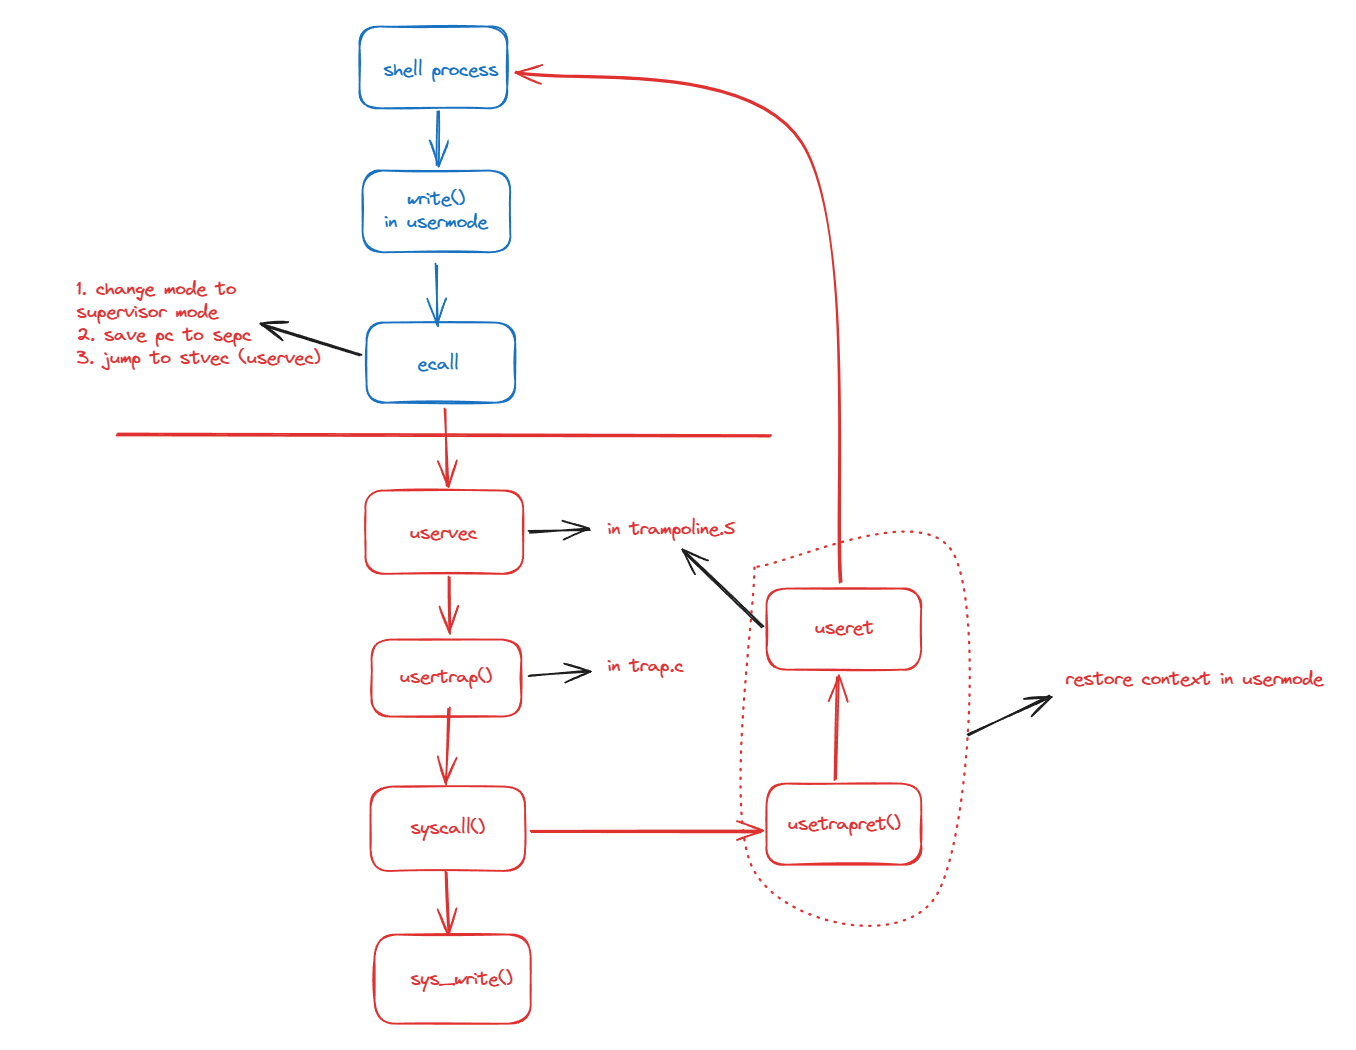 shell process
write()
in usermode
1. change mode to
supervisor mode
2. save pc to sepc
3. jump to stvec (uservec)
ecall
uservec
in trampoline.S
useret
usertrap()
in trap.c
restore context in usermode
syscall()
usetrapret()
sys_write()